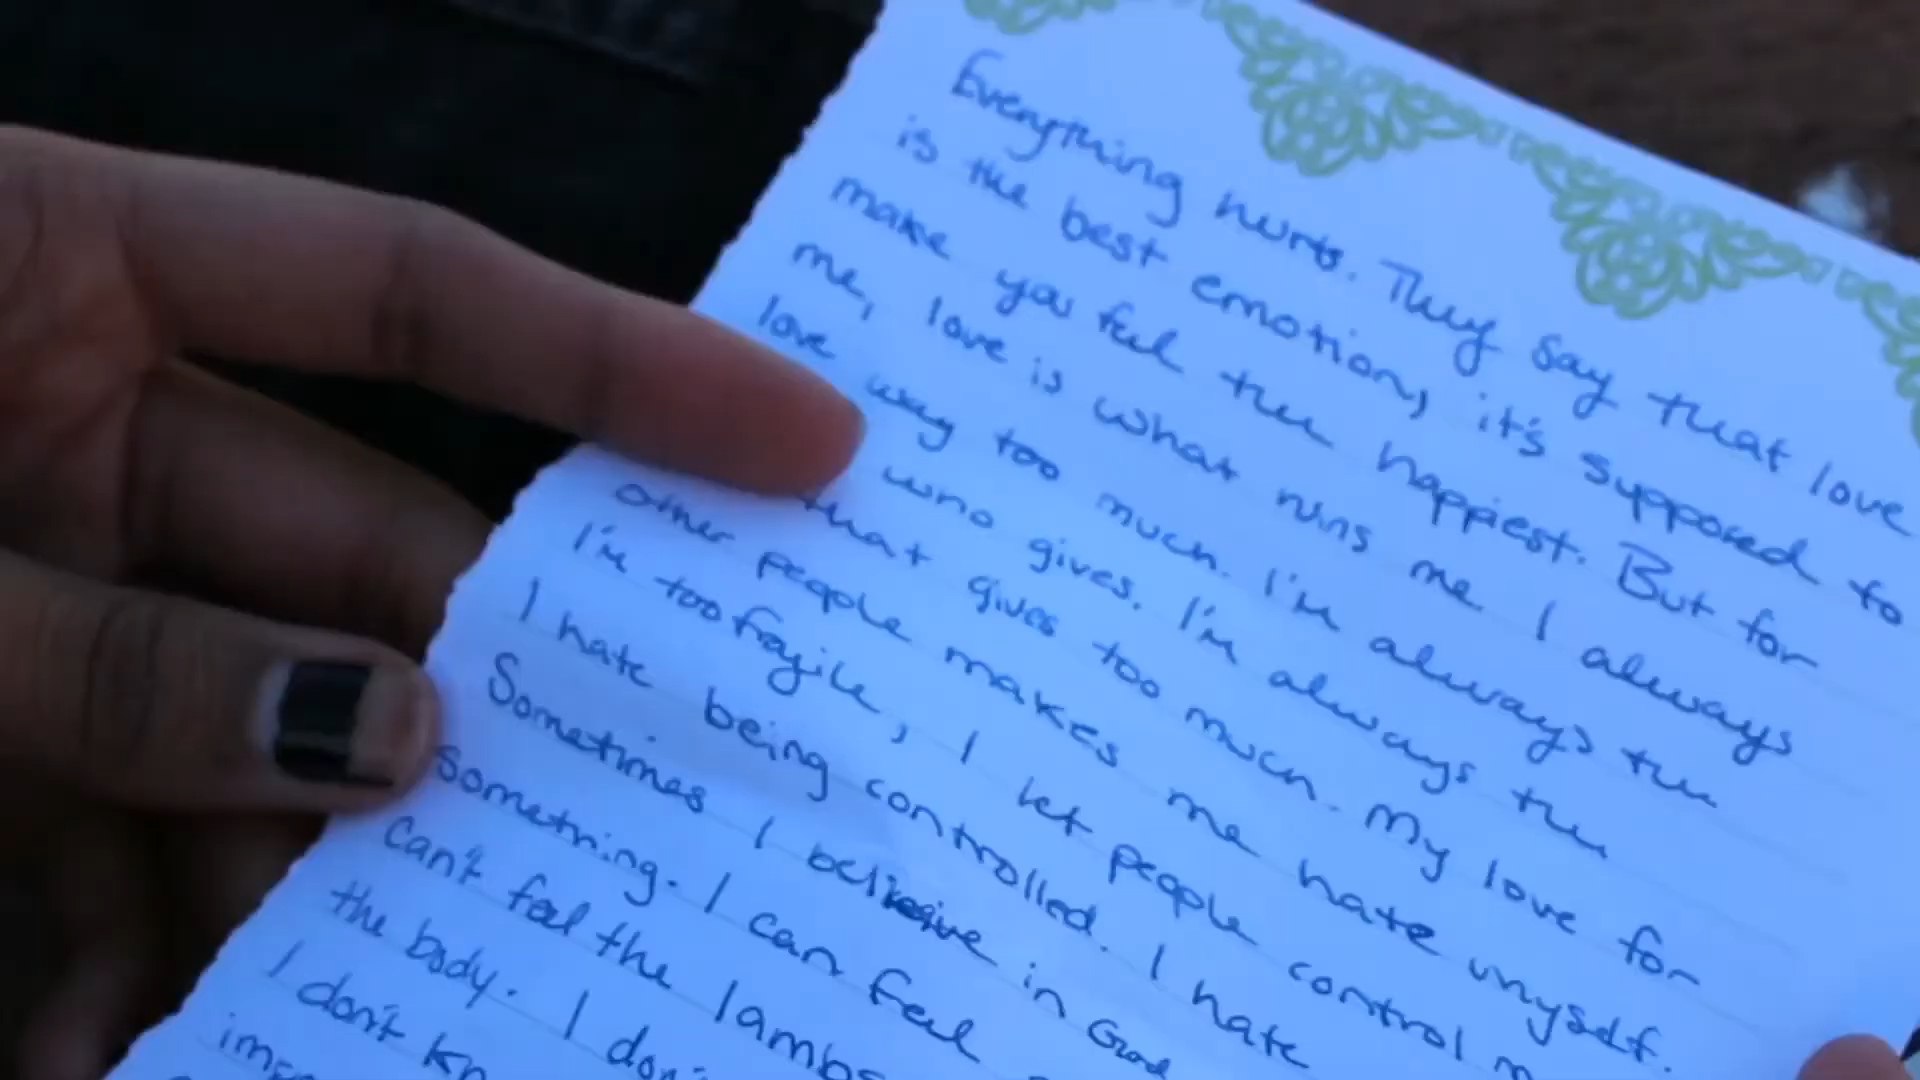 Everything hurts. They say that love
is the best emotion, it's supposed to
make you feel the happiest. But for
me, love is what ruins me. I always
love way too much. I'm always the
who gives. I'm always the
that gives too much. My love for
other people makes me hate myself.
I'm too fragile, I let people control
I hate being controlled. I hate
Sometimes I believe in God
something. I can feel
Can't feel the lambs
the body. I don'
I don't kn